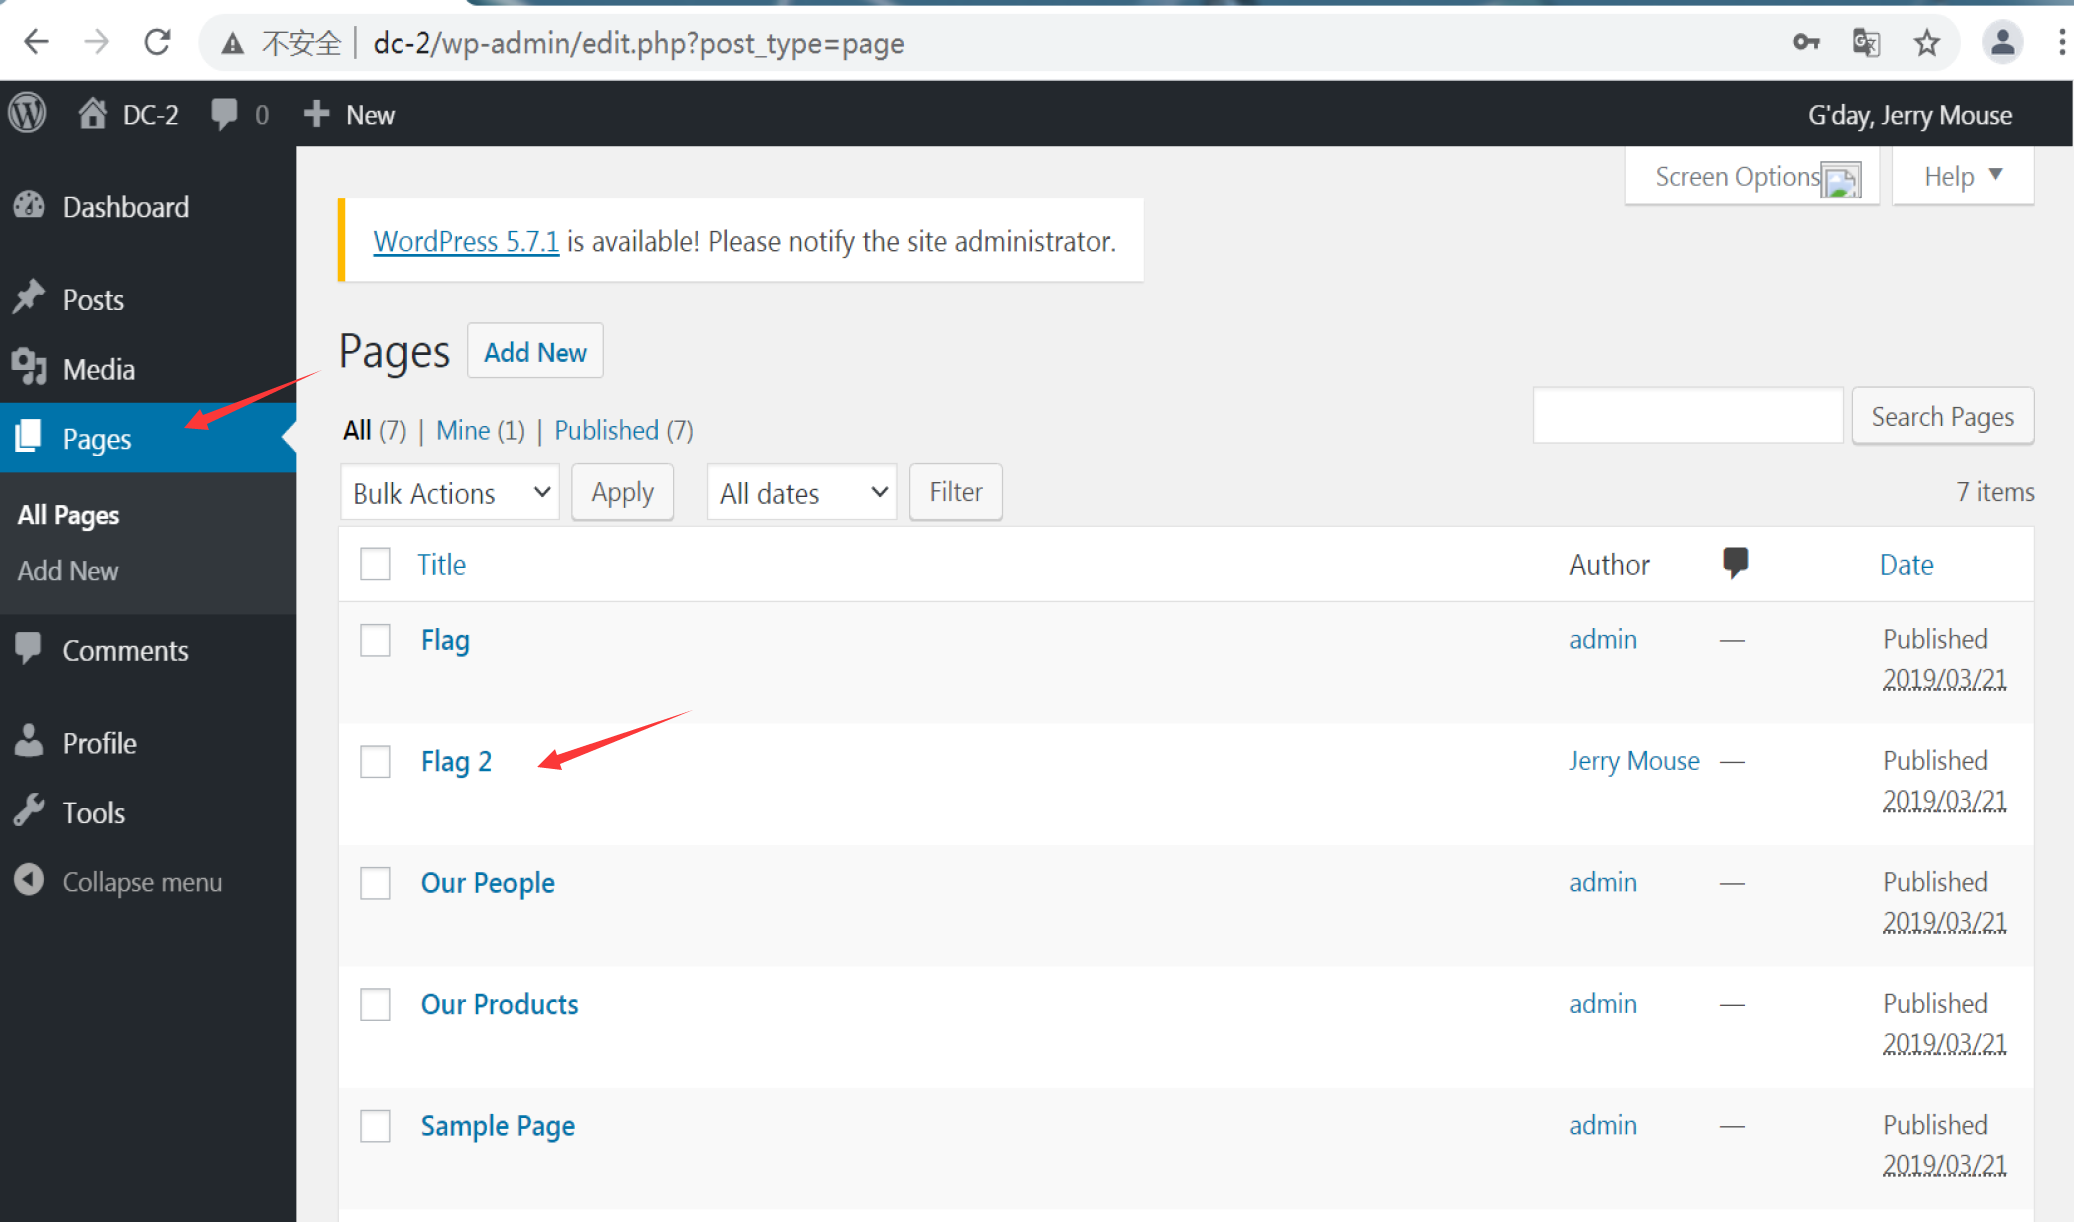 不安全 dc-2/wp-admin/edit.php?post_type=page
DC-2 0 New G'day, Jerry Mouse
Screen Options Help
Dashboard
WordPress 5.7.1 is available! Please notify the site administrator.
Posts
Media
Pages
All Pages
Add New
Comments
Profile
Tools
Collapse menu
Pages Add New
All (7) | Mine (1) | Published (7)
Search Pages
Bulk Actions Apply All dates Filter 7 items
Title Author Date
Flag admin — Published
2019/03/21
Flag 2 Jerry Mouse — Published
2019/03/21
Our People admin — Published
2019/03/21
Our Products admin — Published
2019/03/21
Sample Page admin — Published
2019/03/21